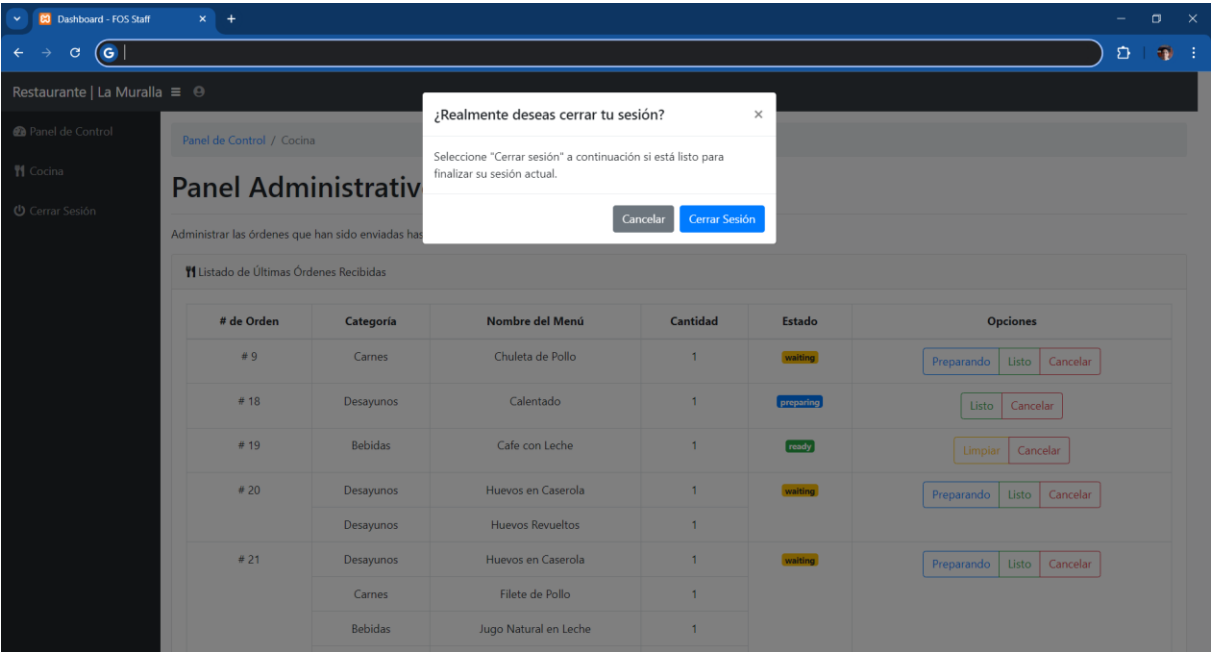 Dashboard - FOS Staff
Restaurante | La Muralla
Panel de Control
Cocina
Cerrar Sesión
¿Realmente deseas cerrar tu sesión?
Seleccione "Cerrar sesión" a continuación si está listo para
finalizar su sesión actual.
Cancelar Cerrar Sesión
Panel de Control / Cocina
Panel Administrativ
Administrar las órdenes que han sido enviadas has
Listado de Últimas Órdenes Recibidas
# de Orden Categoría Nombre del Menú Cantidad Estado Opciones
# 9 Carnes Chuleta de Pollo 1 waiting Preparando Listo Cancelar
# 18 Desayunos Calentado 1 preparing Listo Cancelar
# 19 Bebidas Cafe con Leche 1 ready Limpiar Cancelar
# 20 Desayunos Huevos en Caserola 1 waiting Preparando Listo Cancelar
Desayunos Huevos Revueltos 1
# 21 Desayunos Huevos en Caserola 1 waiting Preparando Listo Cancelar
Carnes Filete de Pollo 1
Bebidas Jugo Natural en Leche 1